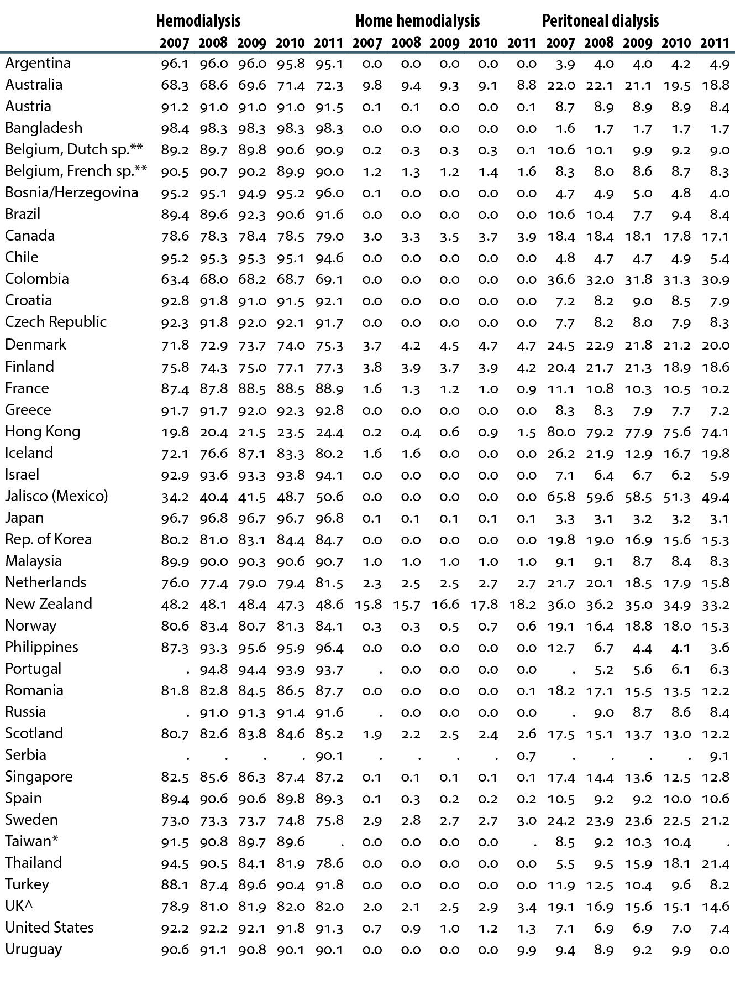 Hemodialysis Home hemodialysis Peritoneal dialysis
2007 2008 2009 2010 2011 2007 2008 2009 2010 2011 2007 2008 2009 2010 2011
Argentina 96.1 96.0 96.0 95.8 95.1 0.0 0.0 0.0 0.0 0.0 3.9 4.0 4.0 4.2 4.9
Australia 68.3 68.6 69.6 71.4 72.3 9.8 9.4 9.3 9.1 8.8 22.0 22.1 21.1 19.5 18.8
Austria 91.2 91.0 91.0 91.0 91.5 0.1 0.1 0.0 0.0 0.1 8.7 8.9 8.9 8.9 8.4
Bangladesh 98.4 98.3 98.3 98.3 98.3 0.0 0.0 0.0 0.0 0.0 1.6 1.7 1.7 1.7 1.7
Belgium, Dutch sp.** 89.2 89.7 89.8 90.6 90.9 0.2 0.3 0.3 0.3 0.1 10.6 10.1 9.9 9.2 9.0
Belgium, French sp.** 90.5 90.7 90.2 89.9 90.0 1.2 1.3 1.2 1.4 1.6 8.3 8.0 8.6 8.7 8.3
Bosnia/Herzegovina 95.2 95.1 94.9 95.2 96.0 0.1 0.0 0.0 0.0 0.0 4.7 4.9 5.0 4.8 4.0
Brazil 89.4 89.6 92.3 90.6 91.6 0.0 0.0 0.0 0.0 0.0 10.6 10.4 7.7 9.4 8.4
Canada 78.6 78.3 78.4 78.5 79.0 3.0 3.3 3.5 3.7 3.9 18.4 18.4 18.1 17.8 17.1
Chile 95.2 95.3 95.3 95.1 94.6 0.0 0.0 0.0 0.0 0.0 4.8 4.7 4.7 4.9 5.4
Colombia 63.4 68.0 68.2 68.7 69.1 0.0 0.0 0.0 0.0 0.0 36.6 32.0 31.8 31.3 30.9
Croatia 92.8 91.8 91.0 91.5 92.1 0.0 0.0 0.0 0.0 0.0 7.2 8.2 9.0 8.5 7.9
Czech Republic 92.3 91.8 92.0 92.1 91.7 0.0 0.0 0.0 0.0 0.0 7.7 8.2 8.0 7.9 8.3
Denmark 71.8 72.9 73.7 74.0 75.3 3.7 4.2 4.5 4.7 4.7 24.5 22.9 21.8 21.2 20.0
Finland 75.8 74.3 75.0 77.1 77.3 3.8 3.9 3.7 3.9 4.2 20.4 21.7 21.3 18.9 18.6
France 87.4 87.8 88.5 88.5 88.9 1.6 1.3 1.2 1.0 0.9 11.1 10.8 10.3 10.5 10.2
Greece 91.7 91.7 92.0 92.3 92.8 0.0 0.0 0.0 0.0 0.0 8.3 8.3 7.9 7.7 7.2
Hong Kong 19.8 20.4 21.5 23.5 24.4 0.2 0.4 0.6 0.9 1.5 80.0 79.2 77.9 75.6 74.1
Iceland 72.1 76.6 87.1 83.3 80.2 1.6 1.6 0.0 0.0 0.0 26.2 21.9 12.9 16.7 19.8
Israel 92.9 93.6 93.3 93.8 94.1 0.0 0.0 0.0 0.0 0.0 7.1 6.4 6.7 6.2 5.9
Jalisco (Mexico) 34.2 40.4 41.5 48.7 50.6 0.0 0.0 0.0 0.0 0.0 65.8 59.6 58.5 51.3 49.4
Japan 96.7 96.8 96.7 96.7 96.8 0.1 0.1 0.1 0.1 0.1 3.3 3.1 3.2 3.2 3.1
Rep. of Korea 80.2 81.0 83.1 84.4 84.7 0.0 0.0 0.0 0.0 0.0 19.8 19.0 16.9 15.6 15.3
Malaysia 89.9 90.0 90.3 90.6 90.7 1.0 1.0 1.0 1.0 1.0 9.1 9.1 8.7 8.4 8.3
Netherlands 76.0 77.4 79.0 79.4 81.5 2.3 2.5 2.5 2.7 2.7 21.7 20.1 18.5 17.9 15.8
New Zealand 48.2 48.1 48.4 47.3 48.6 15.8 15.7 16.6 17.8 18.2 36.0 36.2 35.0 34.9 33.2
Norway 80.6 83.4 80.7 81.3 84.1 0.3 0.3 0.5 0.7 0.6 19.1 16.4 18.8 18.0 15.3
Philippines 87.3 93.3 95.6 95.9 96.4 0.0 0.0 0.0 0.0 0.0 12.7 6.7 4.4 4.1 3.6
Portugal . 94.8 94.4 93.9 93.7 . 0.0 0.0 0.0 0.0 . 5.2 5.6 6.1 6.3
Romania 81.8 82.8 84.5 86.5 87.7 0.0 0.0 0.0 0.0 0.1 18.2 17.1 15.5 13.5 12.2
Russia . 91.0 91.3 91.4 91.6 . 0.0 0.0 0.0 0.0 . 9.0 8.7 8.6 8.4
Scotland 80.7 82.6 83.8 84.6 85.2 1.9 2.2 2.5 2.4 2.6 17.5 15.1 13.7 13.0 12.2
Serbia . . . . 90.1 . . . . 0.7 . . . . 9.1
Singapore 82.5 85.6 86.3 87.4 87.2 0.1 0.1 0.1 0.1 0.1 17.4 14.4 13.6 12.5 12.8
Spain 89.4 90.6 90.6 89.8 89.3 0.1 0.3 0.2 0.2 0.2 10.5 9.2 9.2 10.0 10.6
Sweden 73.0 73.3 73.7 74.8 75.8 2.9 2.8 2.7 2.7 3.0 24.2 23.9 23.6 22.5 21.2
Taiwan* 91.5 90.8 89.7 89.6 . 0.0 0.0 0.0 0.0 . 8.5 9.2 10.3 10.4 .
Thailand 94.5 90.5 84.1 81.9 78.6 0.0 0.0 0.0 0.0 0.0 5.5 9.5 15.9 18.1 21.4
Turkey 88.1 87.4 89.6 90.4 91.8 0.0 0.0 0.0 0.0 0.0 11.9 12.5 10.4 9.6 8.2
UK^ 78.9 81.0 81.9 82.0 82.0 2.0 2.1 2.5 2.9 3.4 19.1 16.9 15.6 15.1 14.6
United States 92.2 92.2 92.1 91.8 91.3 0.7 0.9 1.0 1.2 1.3 7.1 6.9 6.9 7.0 7.4
Uruguay 90.6 91.1 90.8 90.1 90.1 0.0 0.0 0.0 0.0 9.9 9.4 8.9 9.2 9.9 0.0